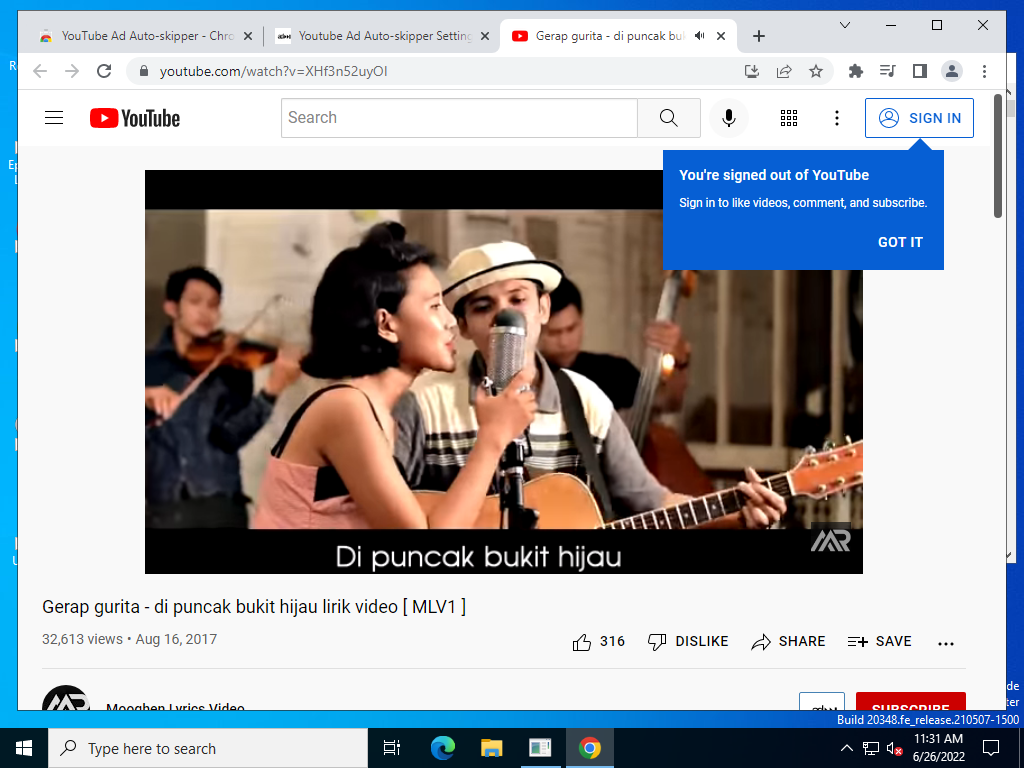 YouTube Ad Auto-skipper - Chro
Youtube Ad Auto-skipper Setting
Gerap gurita - di puncak buk
youtube.com/watch?v=XHf3n52uyOI
YouTube
Search
SIGN IN
You're signed out of YouTube
Sign in to like videos, comment, and subscribe.
GOT IT
MR
Di puncak bukit hijau
Gerap gurita - di puncak bukit hijau lirik video [ MLV1 ]
32,613 views • Aug 16, 2017
316
DISLIKE
SHARE
SAVE
Mooghen Lyrics Video
SUBSCRIBE
Build 20348.fe_release.210507-1500
Type here to search
11:31 AM
6/26/2022